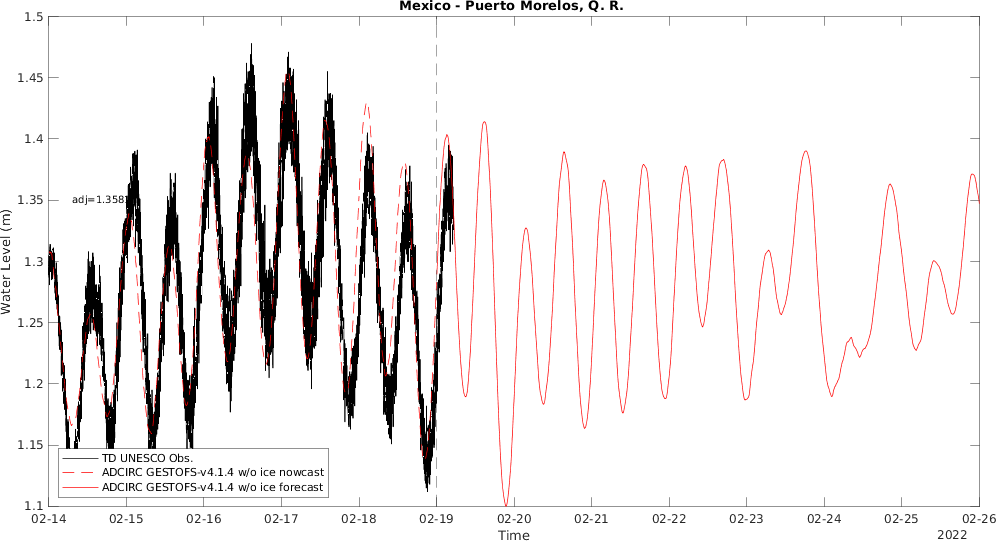 Mexico - Puerto Morelos, Q. R.
1.5
1.45
1.4
1.35
1.3
1.25
1.2
1.15
1.1
Water Level (m)
adj=1.358
TD UNESCO Obs.
ADCIRC GESTOFS-v4.1.4 w/o ice nowcast
ADCIRC GESTOFS-v4.1.4 w/o ice forecast
02-14 02-15 02-16 02-17 02-18 02-19 02-20 02-21 02-22 02-23 02-24 02-25 02-26
Time
2022